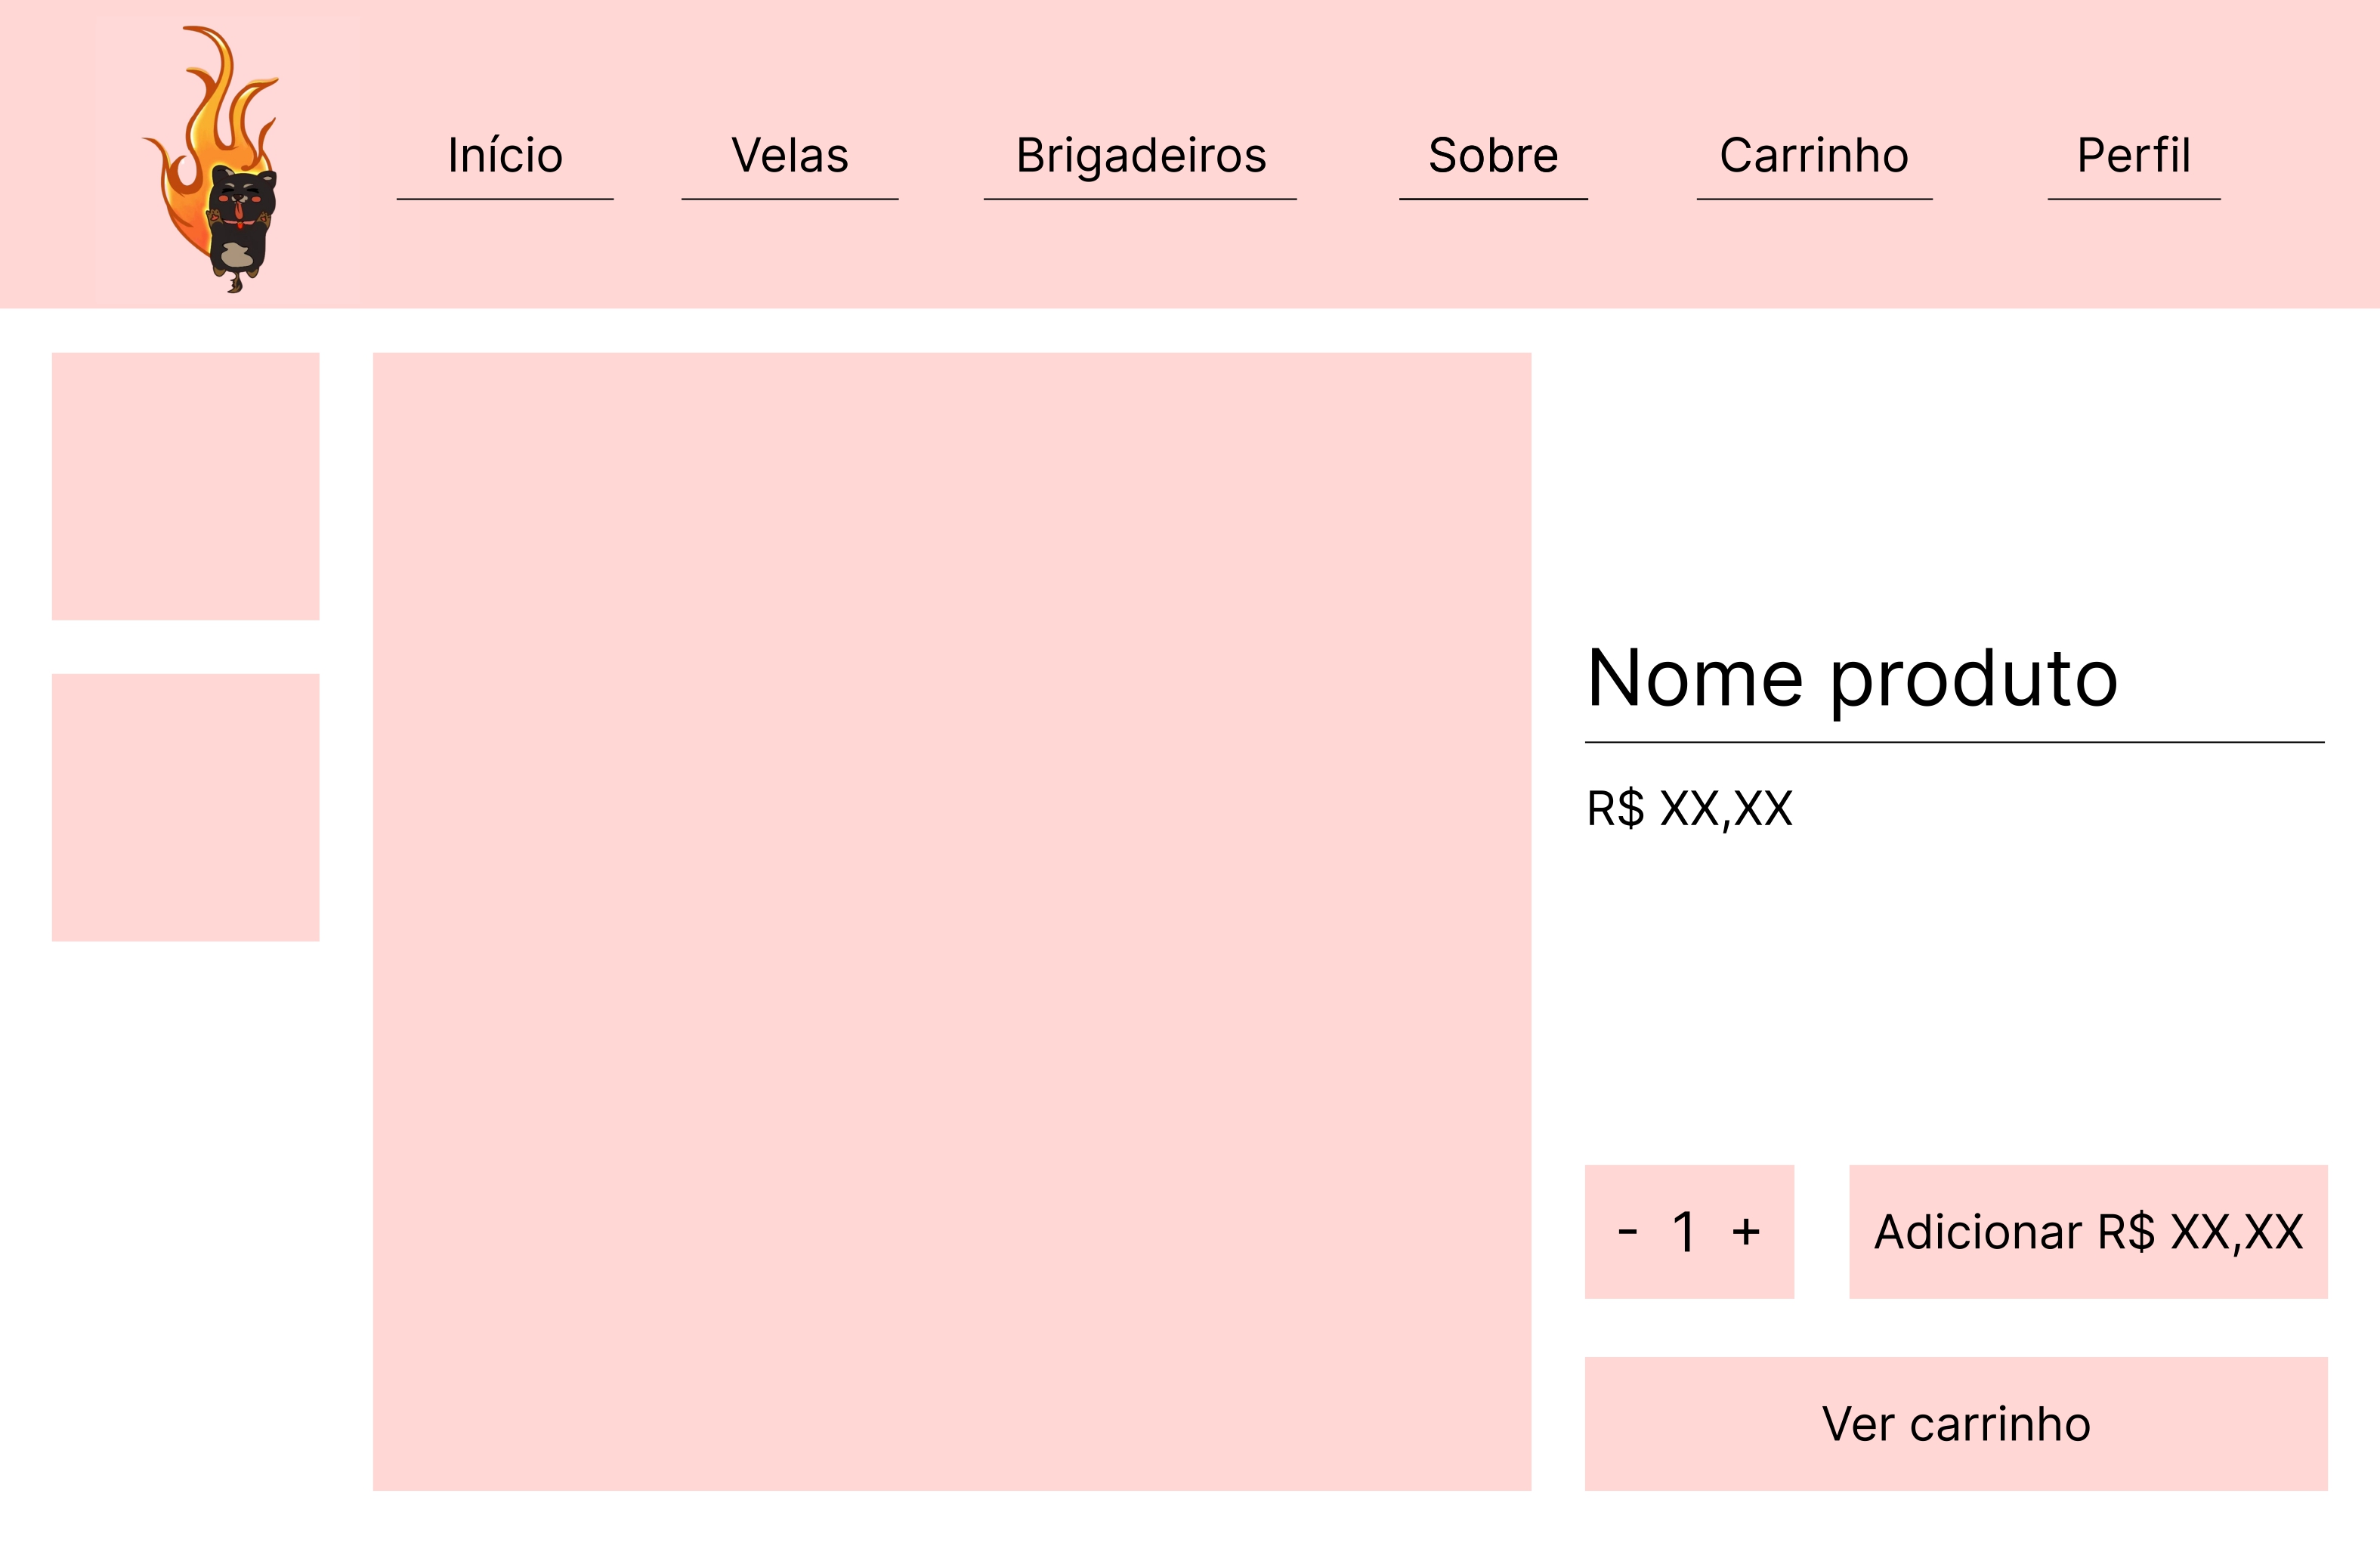 Início Velas Brigadeiros Sobre Carrinho Perfil
Nome produto
R$ XX,XX
- 1 + Adicionar R$ XX,XX
Ver carrinho